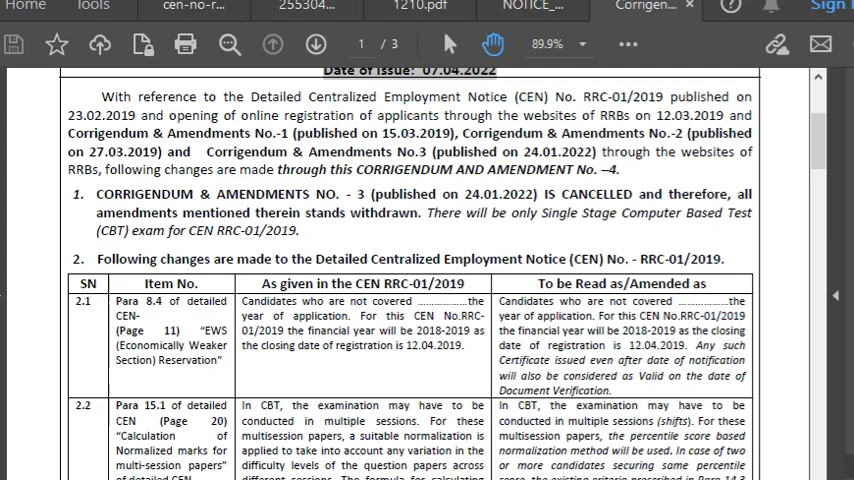 Home Tools cen-no-r... 255304... 1210.pdf NOTICE_... Corrigen... × Sign
1 / 3 89.9%
Date of Issue: 07.04.2022
With reference to the Detailed Centralized Employment Notice (CEN) No. RRC-01/2019 published on
23.02.2019 and opening of online registration of applicants through the websites of RRBs on 12.03.2019 and
Corrigendum & Amendments No.-1 (published on 15.03.2019), Corrigendum & Amendments No.-2 (published
on 27.03.2019) and Corrigendum & Amendments No.3 (published on 24.01.2022) through the websites of
RRBs, following changes are made through this CORRIGENDUM AND AMENDMENT No. –4.
1. CORRIGENDUM & AMENDMENTS NO. - 3 (published on 24.01.2022) IS CANCELLED and therefore, all
amendments mentioned therein stands withdrawn. There will be only Single Stage Computer Based Test
(CBT) exam for CEN RRC-01/2019.
2. Following changes are made to the Detailed Centralized Employment Notice (CEN) No. - RRC-01/2019.
SN Item No. As given in the CEN RRC-01/2019 To be Read as/Amended as
2.1
Para 8.4 of detailed
CEN-
(Page 11) "EWS
(Economically Weaker
Section) Reservation"
Candidates who are not covered ..................the
year of application. For this CEN No.RRC-
01/2019 the financial year will be 2018-2019 as
the closing date of registration is 12.04.2019.
Candidates who are not covered ..................the
year of application. For this CEN No.RRC-01/2019
the financial year will be 2018-2019 as the closing
date of registration is 12.04.2019. Any such
Certificate issued even after date of notification
will also be considered as Valid on the date of
Document Verification.
2.2
Para 15.1 of detailed
CEN (Page 20)
"Calculation of
Normalized marks for
multi-session papers"
of detailed CEN
In CBT, the examination may have to be
conducted in multiple sessions. For these
multisession papers, a suitable normalization is
applied to take into account any variation in the
difficulty levels of the question papers across
different sessions. The formula for calculating
In CBT, the examination may have to be
conducted in multiple sessions (shifts). For these
multisession papers, the percentile score based
normalization method will be used. In case of two
or more candidates securing same percentile
score, the existing criteria prescribed in Para 14.3